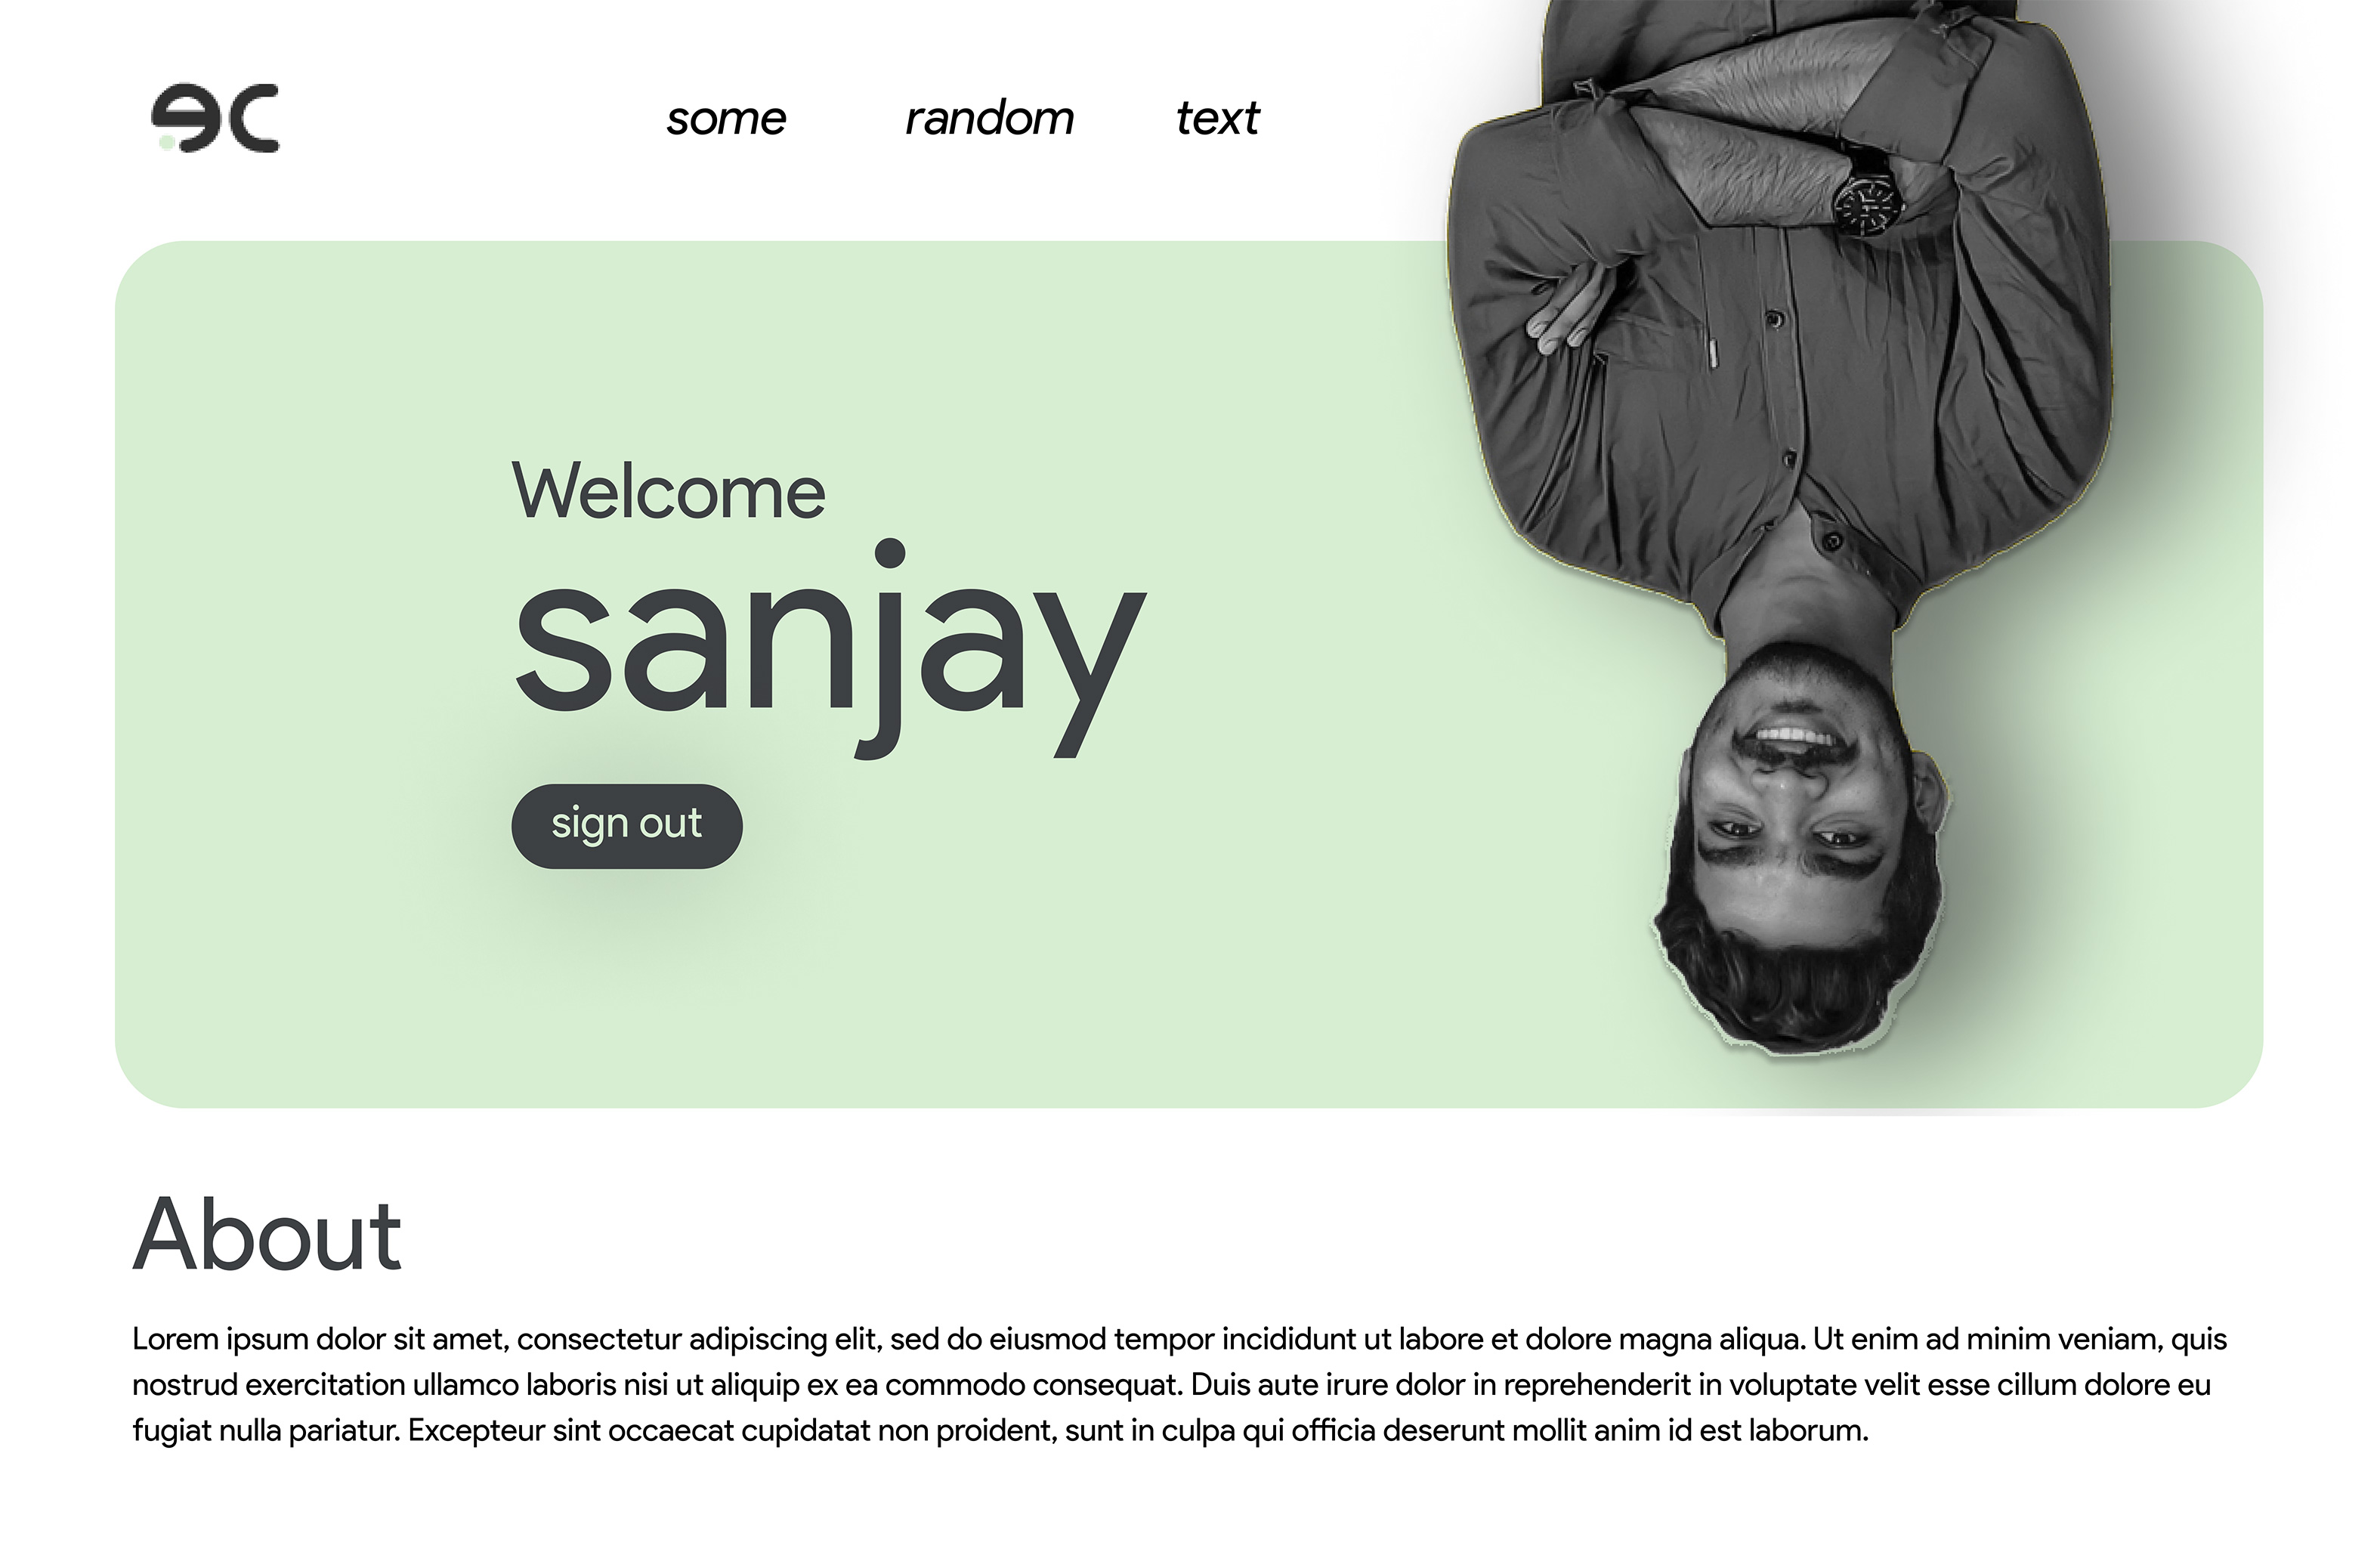 ec
some random text
Welcome
sanjay
sign out
About
Lorem ipsum dolor sit amet, consectetur adipiscing elit, sed do eiusmod tempor incididunt ut labore et dolore magna aliqua. Ut enim ad minim veniam, quis
nostrud exercitation ullamco laboris nisi ut aliquip ex ea commodo consequat. Duis aute irure dolor in reprehenderit in voluptate velit esse cillum dolore eu
fugiat nulla pariatur. Excepteur sint occaecat cupidatat non proident, sunt in culpa qui officia deserunt mollit anim id est laborum.